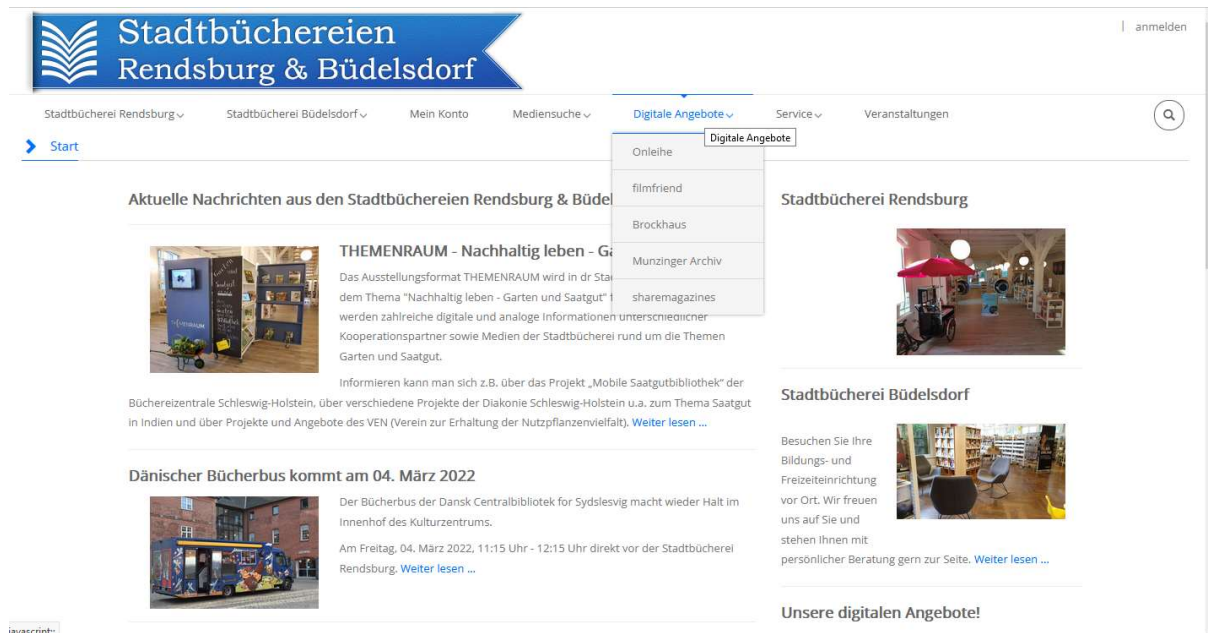 Stadtbüchereien
Rendsburg & Büdelsdorf
anmelden
Stadtbücherei Rendsburg
Stadtbücherei Büdelsdorf
Mein Konto
Mediensuche
Digitale Angebote
Service
Veranstaltungen
Digitale Angebote
Start
Onleihe
filmfriend
Brockhaus
Munzinger Archiv
sharemagazines
Aktuelle Nachrichten aus den Stadtbüchereien Rendsburg &
THEMENRAUM - Nachhaltig leben -
Das Ausstellungsformat THEMENRAUM wird in dr
dem Thema "Nachhaltig leben - Garten und Saatgut"
werden zahlreiche digitale und analoge Informationen unterschiedlicher
Kooperationspartner sowie Medien der Stadtbücherei rund um die Themen
Garten und Saatgut.
Informieren kann man sich z.B. über das Projekt „Mobile Saatgutbibliothek" der
Büchereizentrale Schleswig-Holstein, über verschiedene Projekte der Diakonie Schleswig-Holstein u.a. zum Thema Saatgut
in Indien und über Projekte und Angebote des VEN (Verein zur Erhaltung der Nutzpflanzenvielfalt). Weiter lesen ...
Dänischer Bücherbus kommt am 04. März 2022
Der Bücherbus der Dansk Centralbibliotek for Sydslesvig macht wieder Halt im
Innenhof des Kulturzentrums.
Am Freitag, 04. März 2022, 11:15 Uhr - 12:15 Uhr direkt vor der Stadtbücherei
Rendsburg. Weiter lesen ...
Stadtbücherei Rendsburg
Stadtbücherei Büdelsdorf
Besuchen Sie Ihre
Bildungs- und
Freizeiteinrichtung
vor Ort. Wir freuen
uns auf Sie und
stehen Ihnen mit
persönlicher Beratung gern zur Seite. Weiter lesen ...
Unsere digitalen Angebote!